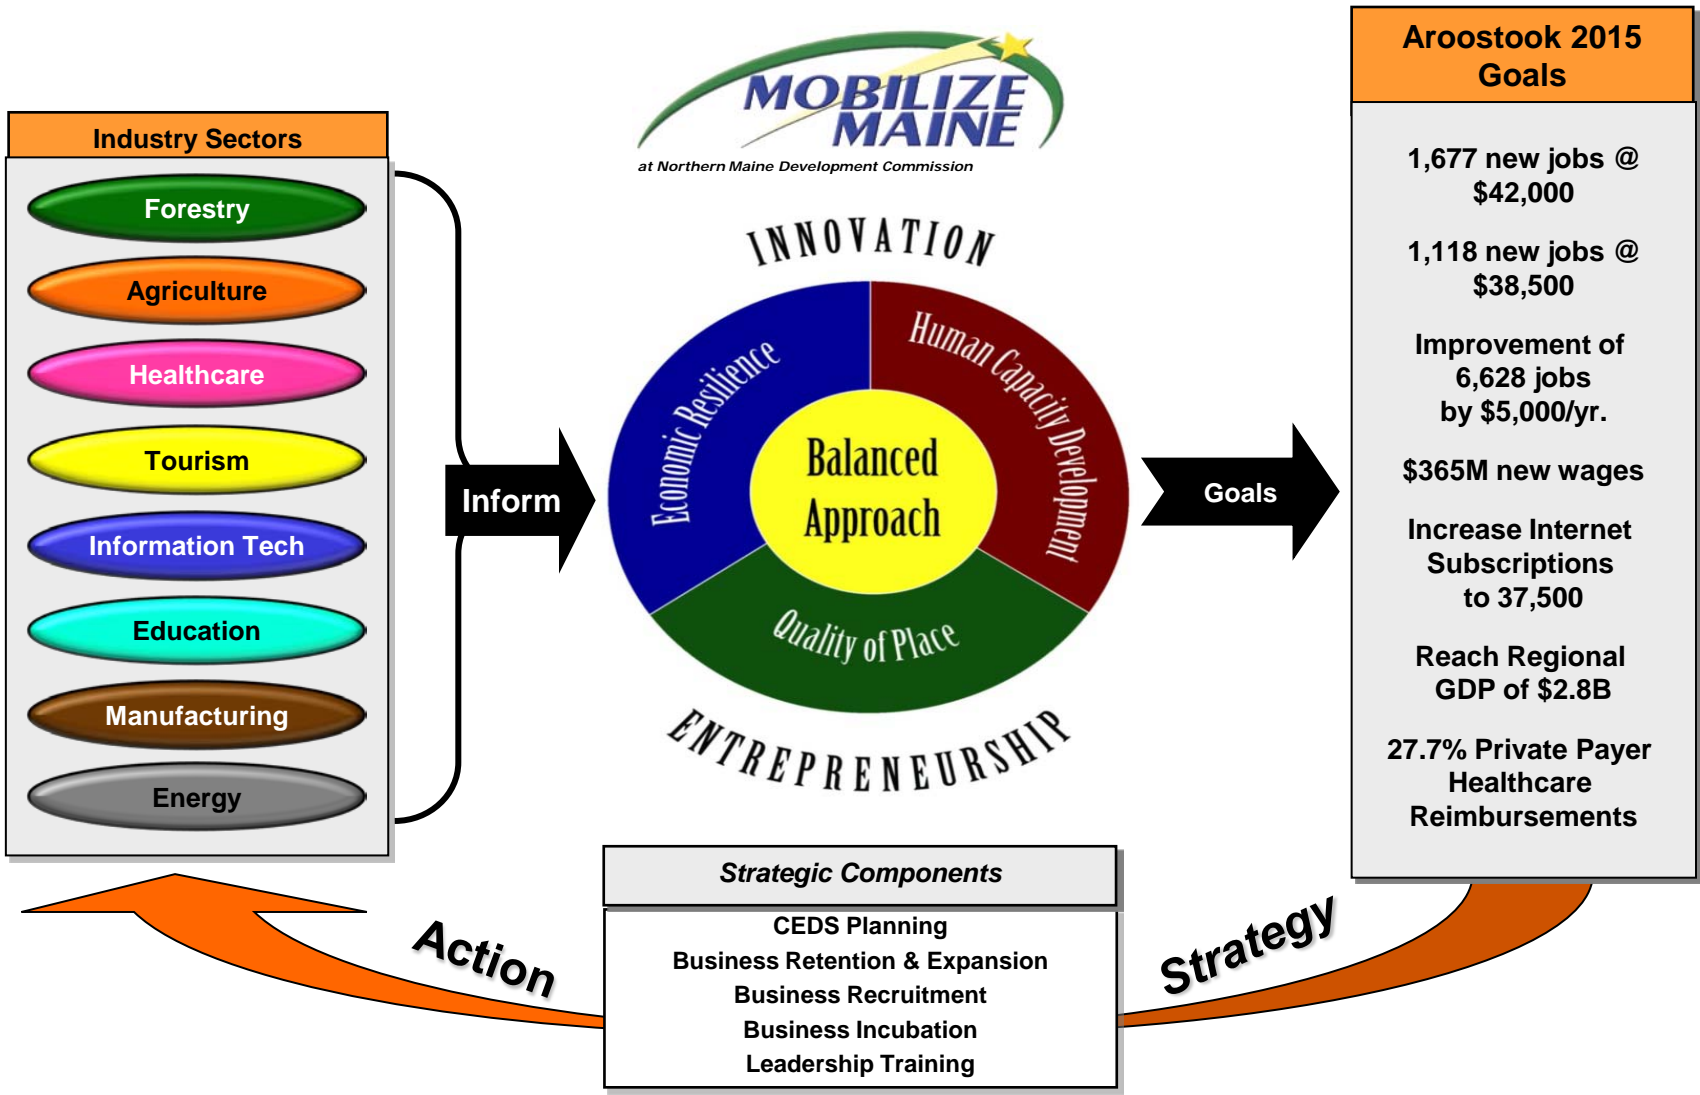 MOBILIZE
MAINE
at Northern Maine Development Commission
Industry Sectors
Forestry
Agriculture
Healthcare
Tourism
Information Tech
Education
Manufacturing
Energy
Inform
INNOVATION
Economic Resilience
Human Capacity Development
Balanced
Approach
Quality of Place
ENTREPRENEURSHIP
Goals
Aroostook 2015
Goals
1,677 new jobs @
$42,000
1,118 new jobs @
$38,500
Improvement of
6,628 jobs
by $5,000/yr.
$365M new wages
Increase Internet
Subscriptions
to 37,500
Reach Regional
GDP of $2.8B
27.7% Private Payer
Healthcare
Reimbursements
Strategy
Strategic Components
CEDS Planning
Business Retention & Expansion
Business Recruitment
Business Incubation
Leadership Training
Action